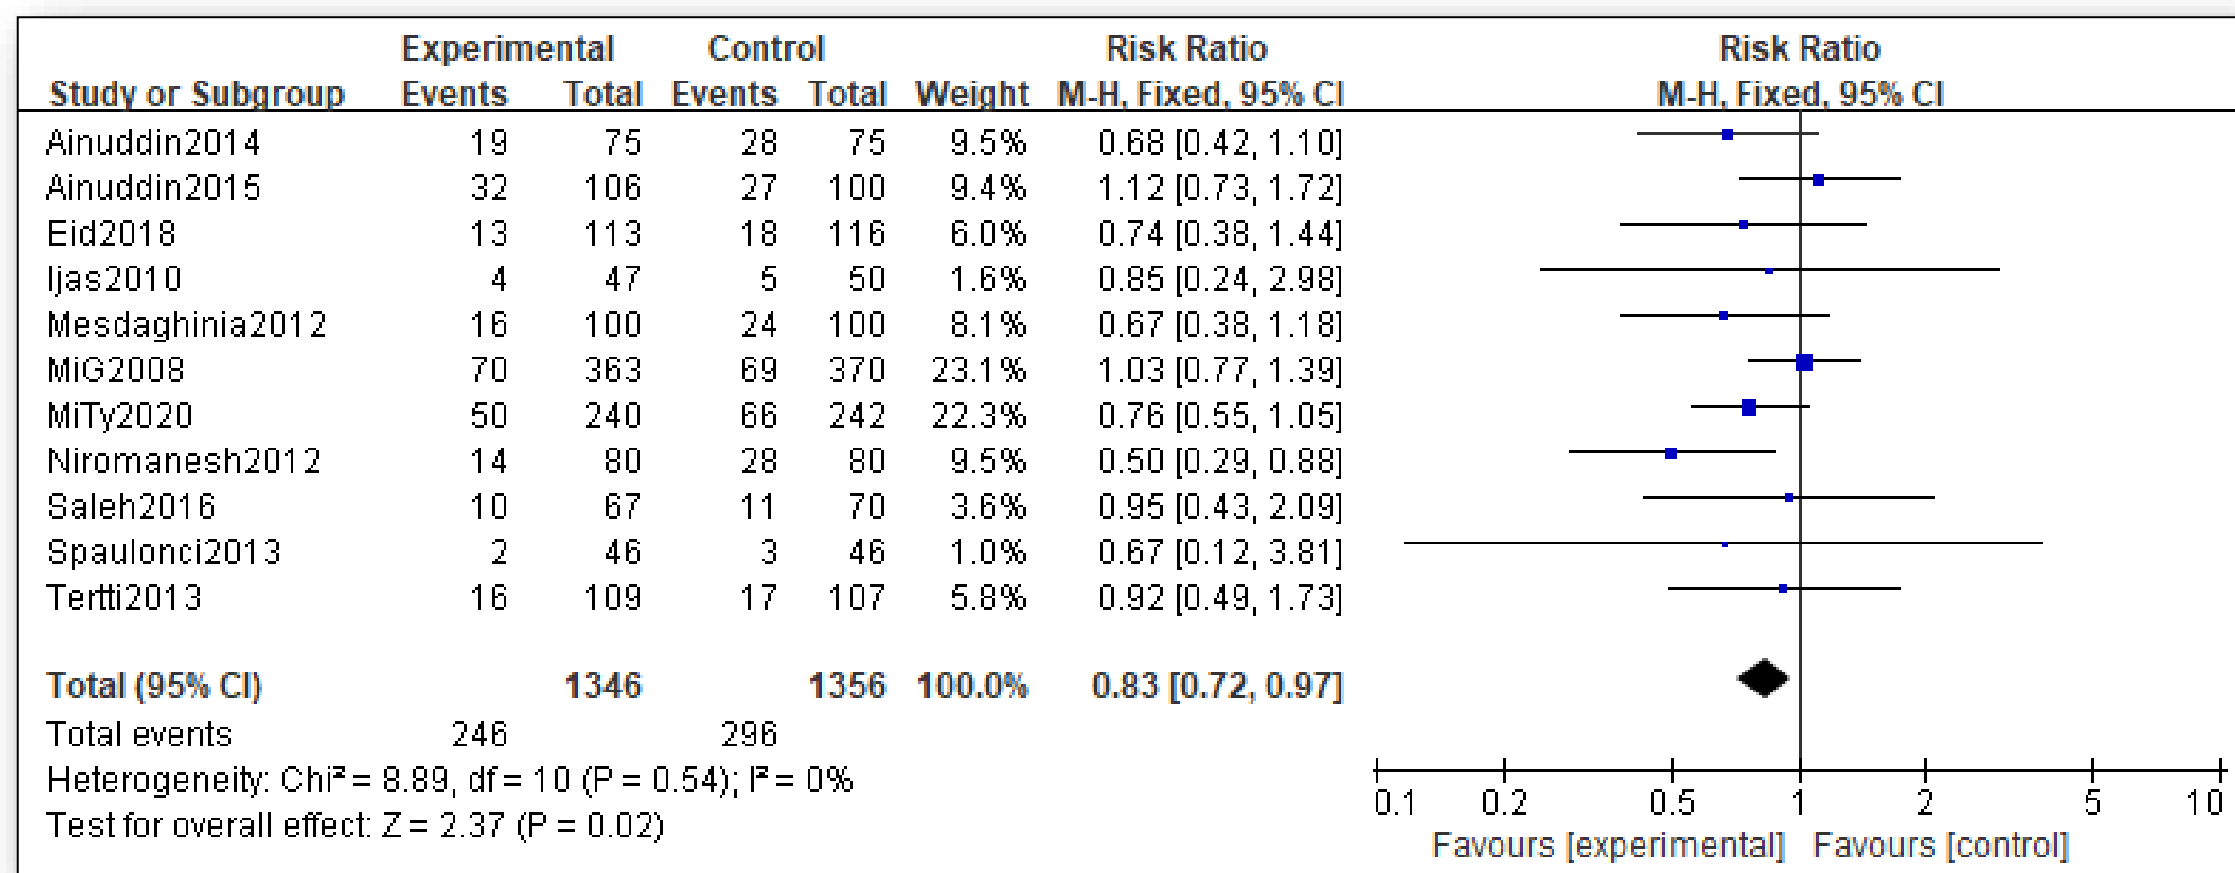 Experimental Control Risk Ratio Risk Ratio
Study or Subgroup Events Total Events Total Weight M-H, Fixed, 95% CI M-H, Fixed, 95% CI
Ainuddin2014 19 75 28 75 9.5% 0.68 [0.42, 1.10]
Ainuddin2015 32 106 27 100 9.4% 1.12 [0.73, 1.72]
Eid2018 13 113 18 116 6.0% 0.74 [0.38, 1.44]
Ijas2010 4 47 5 50 1.6% 0.85 [0.24, 2.98]
Mesdaghinia2012 16 100 24 100 8.1% 0.67 [0.38, 1.18]
MiG2008 70 363 69 370 23.1% 1.03 [0.77, 1.39]
MiTy2020 50 240 66 242 22.3% 0.76 [0.55, 1.05]
Niromanesh2012 14 80 28 80 9.5% 0.50 [0.29, 0.88]
Saleh2016 10 67 11 70 3.6% 0.95 [0.43, 2.09]
Spaulonci2013 2 46 3 46 1.0% 0.67 [0.12, 3.81]
Tertti2013 16 109 17 107 5.8% 0.92 [0.49, 1.73]
Total (95% CI) 1346 1356 100.0% 0.83 [0.72, 0.97]
Total events 246 296
Heterogeneity: Chi² = 8.89, df = 10 (P = 0.54); I² = 0%
Test for overall effect: Z = 2.37 (P = 0.02)
0.1 0.2 0.5 1 2 5 10
Favours [experimental] Favours [control]